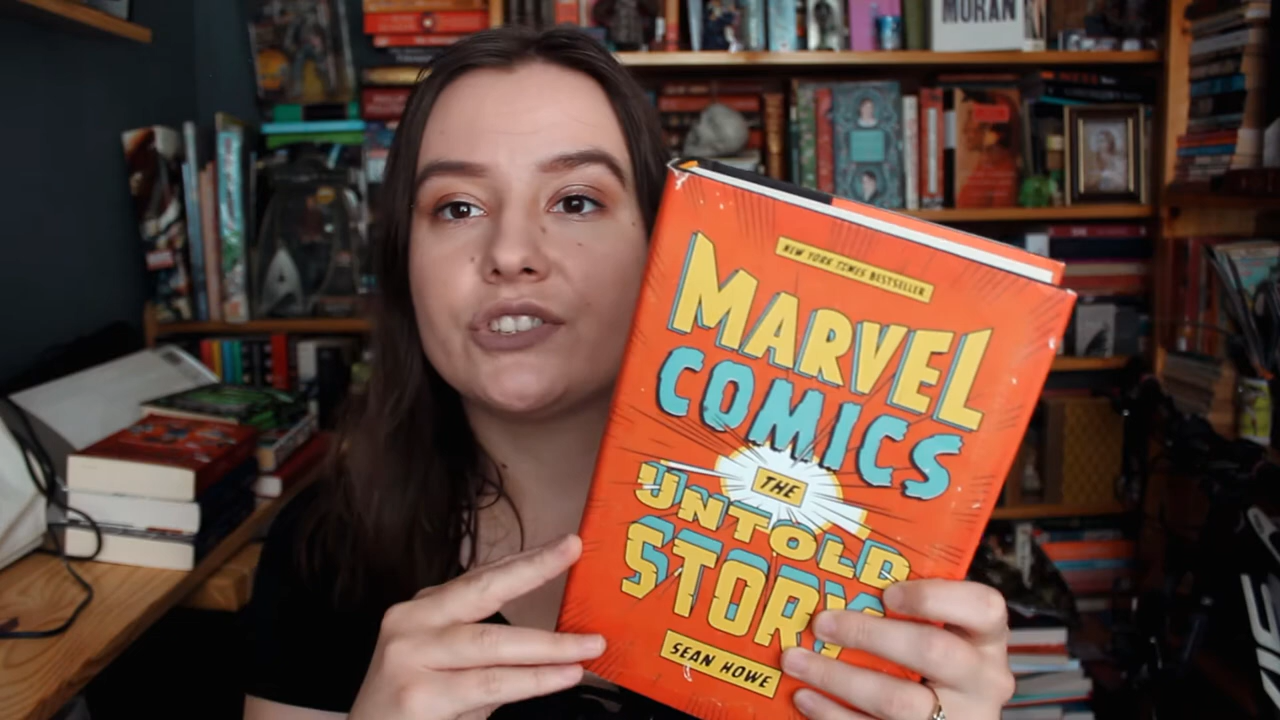 MORAN
NEW YORK TIMES BESTSELLER
MARVEL
COMICS
THE
UNTOLD
STORY
SEAN HOWE